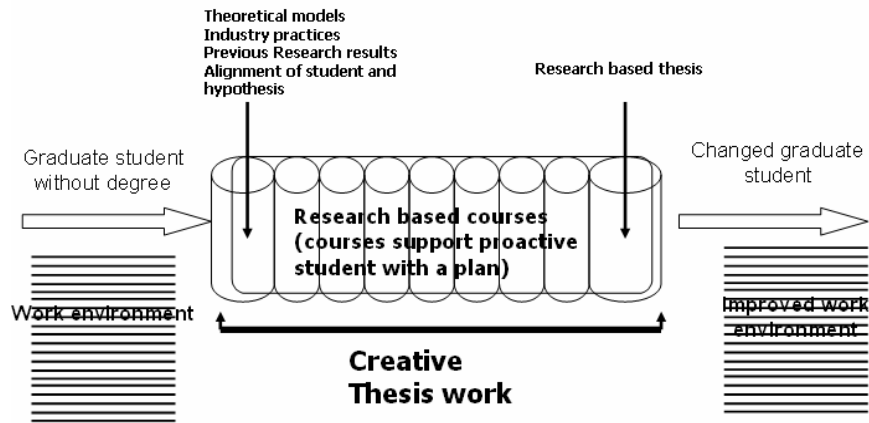 Theoretical models
Industry practices
Previous Research results
Alignment of student and
hypothesis
Research based thesis
Graduate student
without degree
Changed graduate
student
Research based courses
(courses support proactive
student with a plan)
Work environment
Improved work
environment
Creative
Thesis work